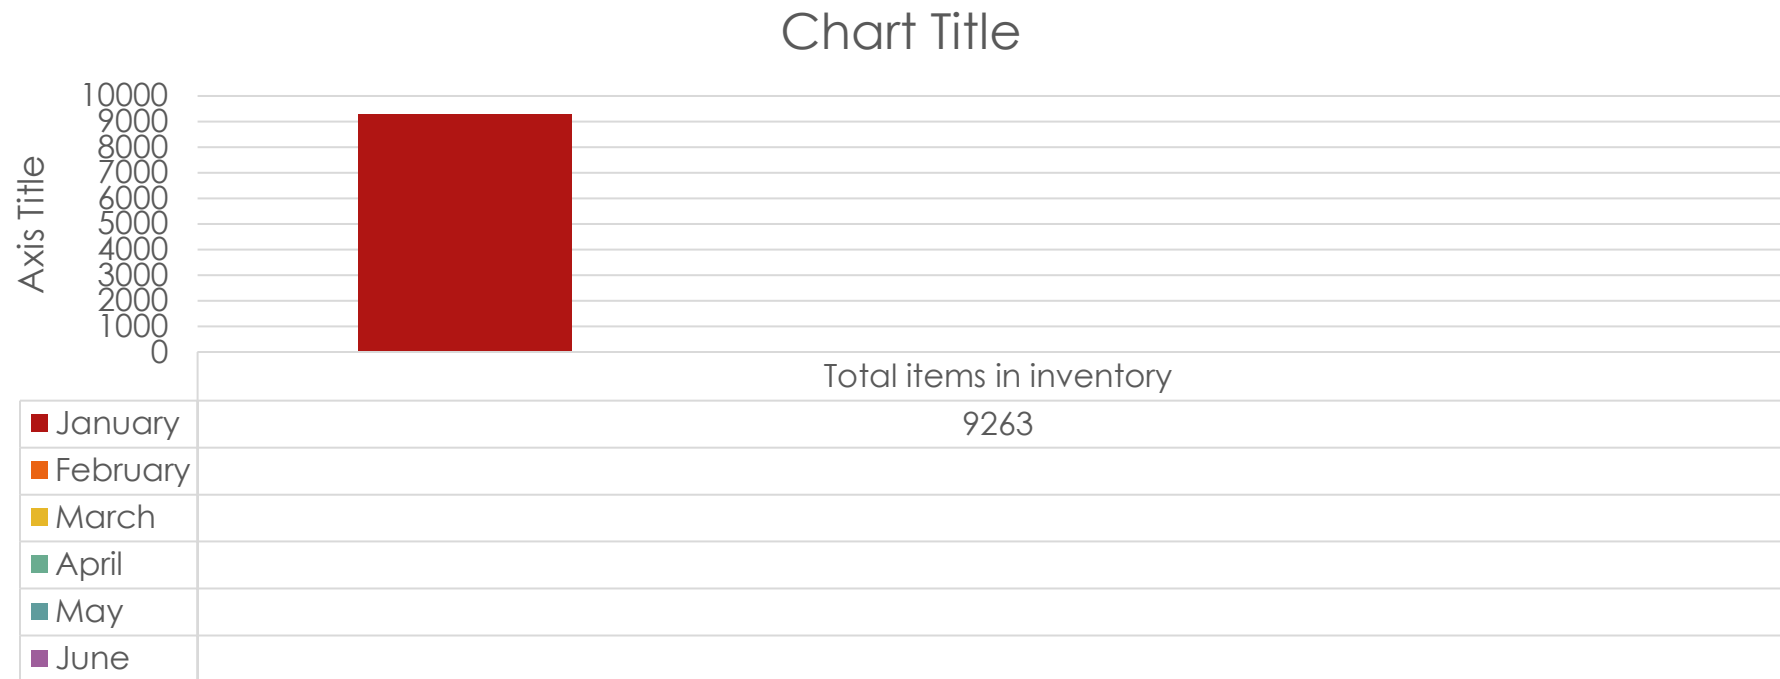 Chart Title
10000
9000
8000
7000
6000
5000
4000
3000
2000
1000
0
Axis Title
Total items in inventory
January 9263
February
March
April
May
June